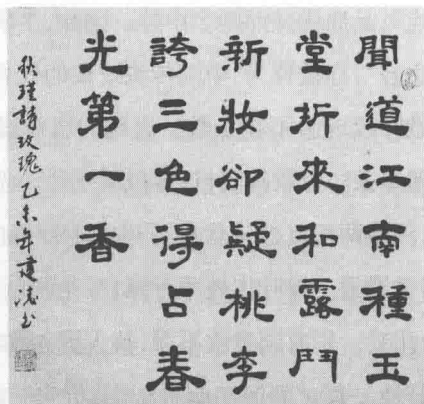 聞道江南種玉
堂折來和露鬥
新妝卻疑桃李
誇三色得占春
光第一香
秋瑾詩玫瑰乙未年书